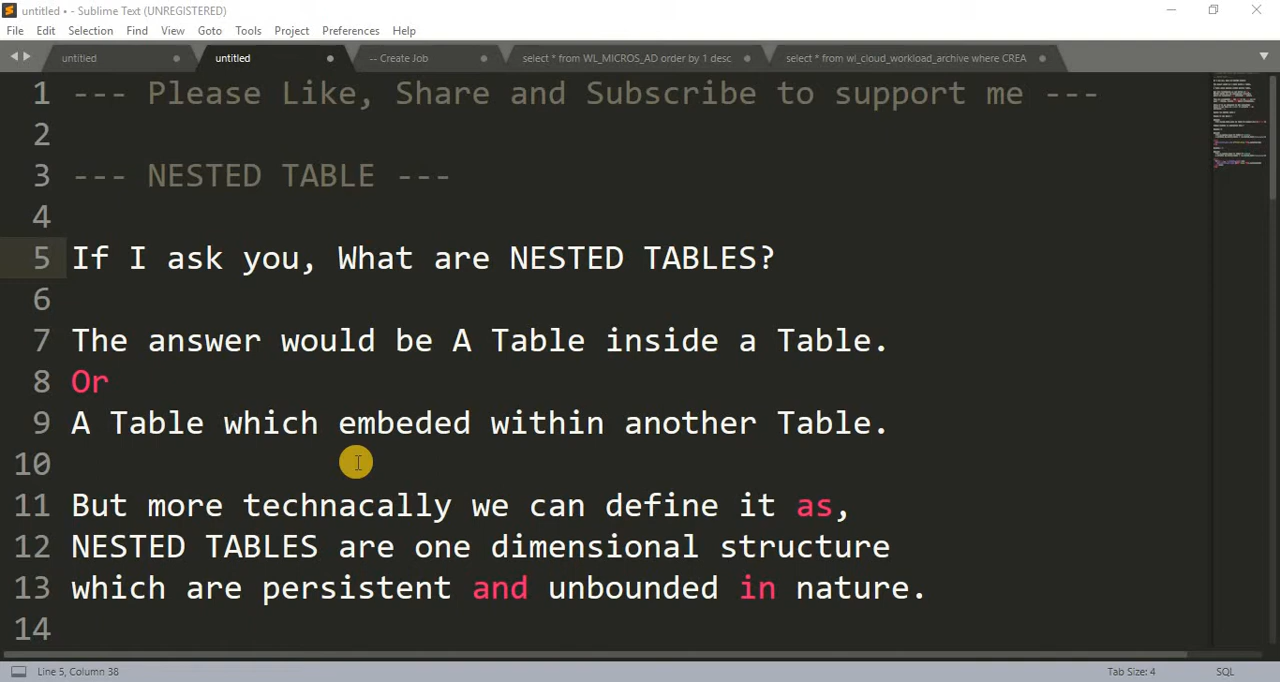 untitled • - Sublime Text (UNREGISTERED)
File Edit Selection Find View Goto Tools Project Preferences Help
untitled untitled -- Create Job select * from WL_MICROS_AD order by 1 desc select * from wl_cloud_workload_archive where CREA
1 --- Please Like, Share and Subscribe to support me ---
2
3 --- NESTED TABLE ---
4
5 If I ask you, What are NESTED TABLES?
6
7 The answer would be A Table inside a Table.
8 Or
9 A Table which embeded within another Table.
10
11 But more technacally we can define it as,
12 NESTED TABLES are one dimensional structure
13 which are persistent and unbounded in nature.
14
Line 5, Column 38 Tab Size: 4 SQL